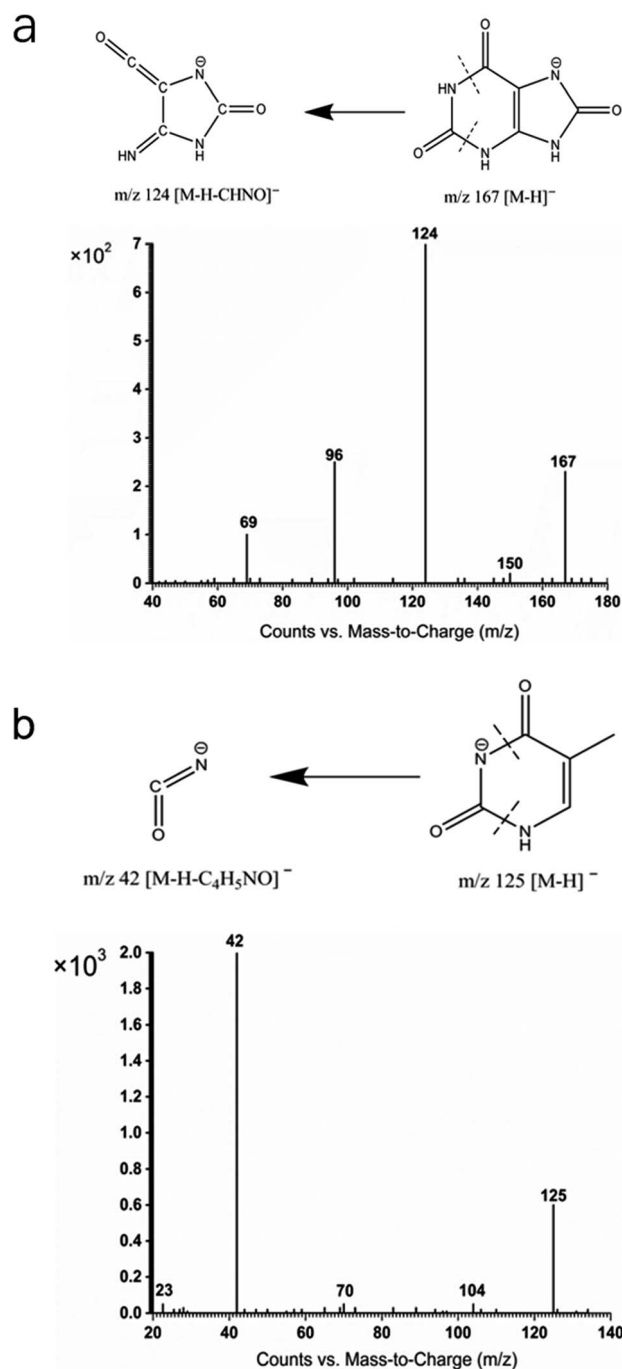 a
O
C
C
N ⊖
C
O
C
HN
N
H
O
N ⊖
HN
O
O
N
H
N
H
m/z 124 [M-H-CHNO]⁻
m/z 167 [M-H]⁻
×10²
7
6
5
4
3
2
1
0
69
96
124
150
167
40
60
80
100
120
140
160
180
Counts vs. Mass-to-Charge (m/z)
b
⊖
N
C
O
O
⊖
N
O
N
H
m/z 42 [M-H-C₄H₅NO]⁻
m/z 125 [M-H]⁻
×10³
2.0
1.8
1.6
1.4
1.2
1.0
0.8
0.6
0.4
0.2
0.0
23
42
70
104
125
20
40
60
80
100
120
140
Counts vs. Mass-to-Charge (m/z)